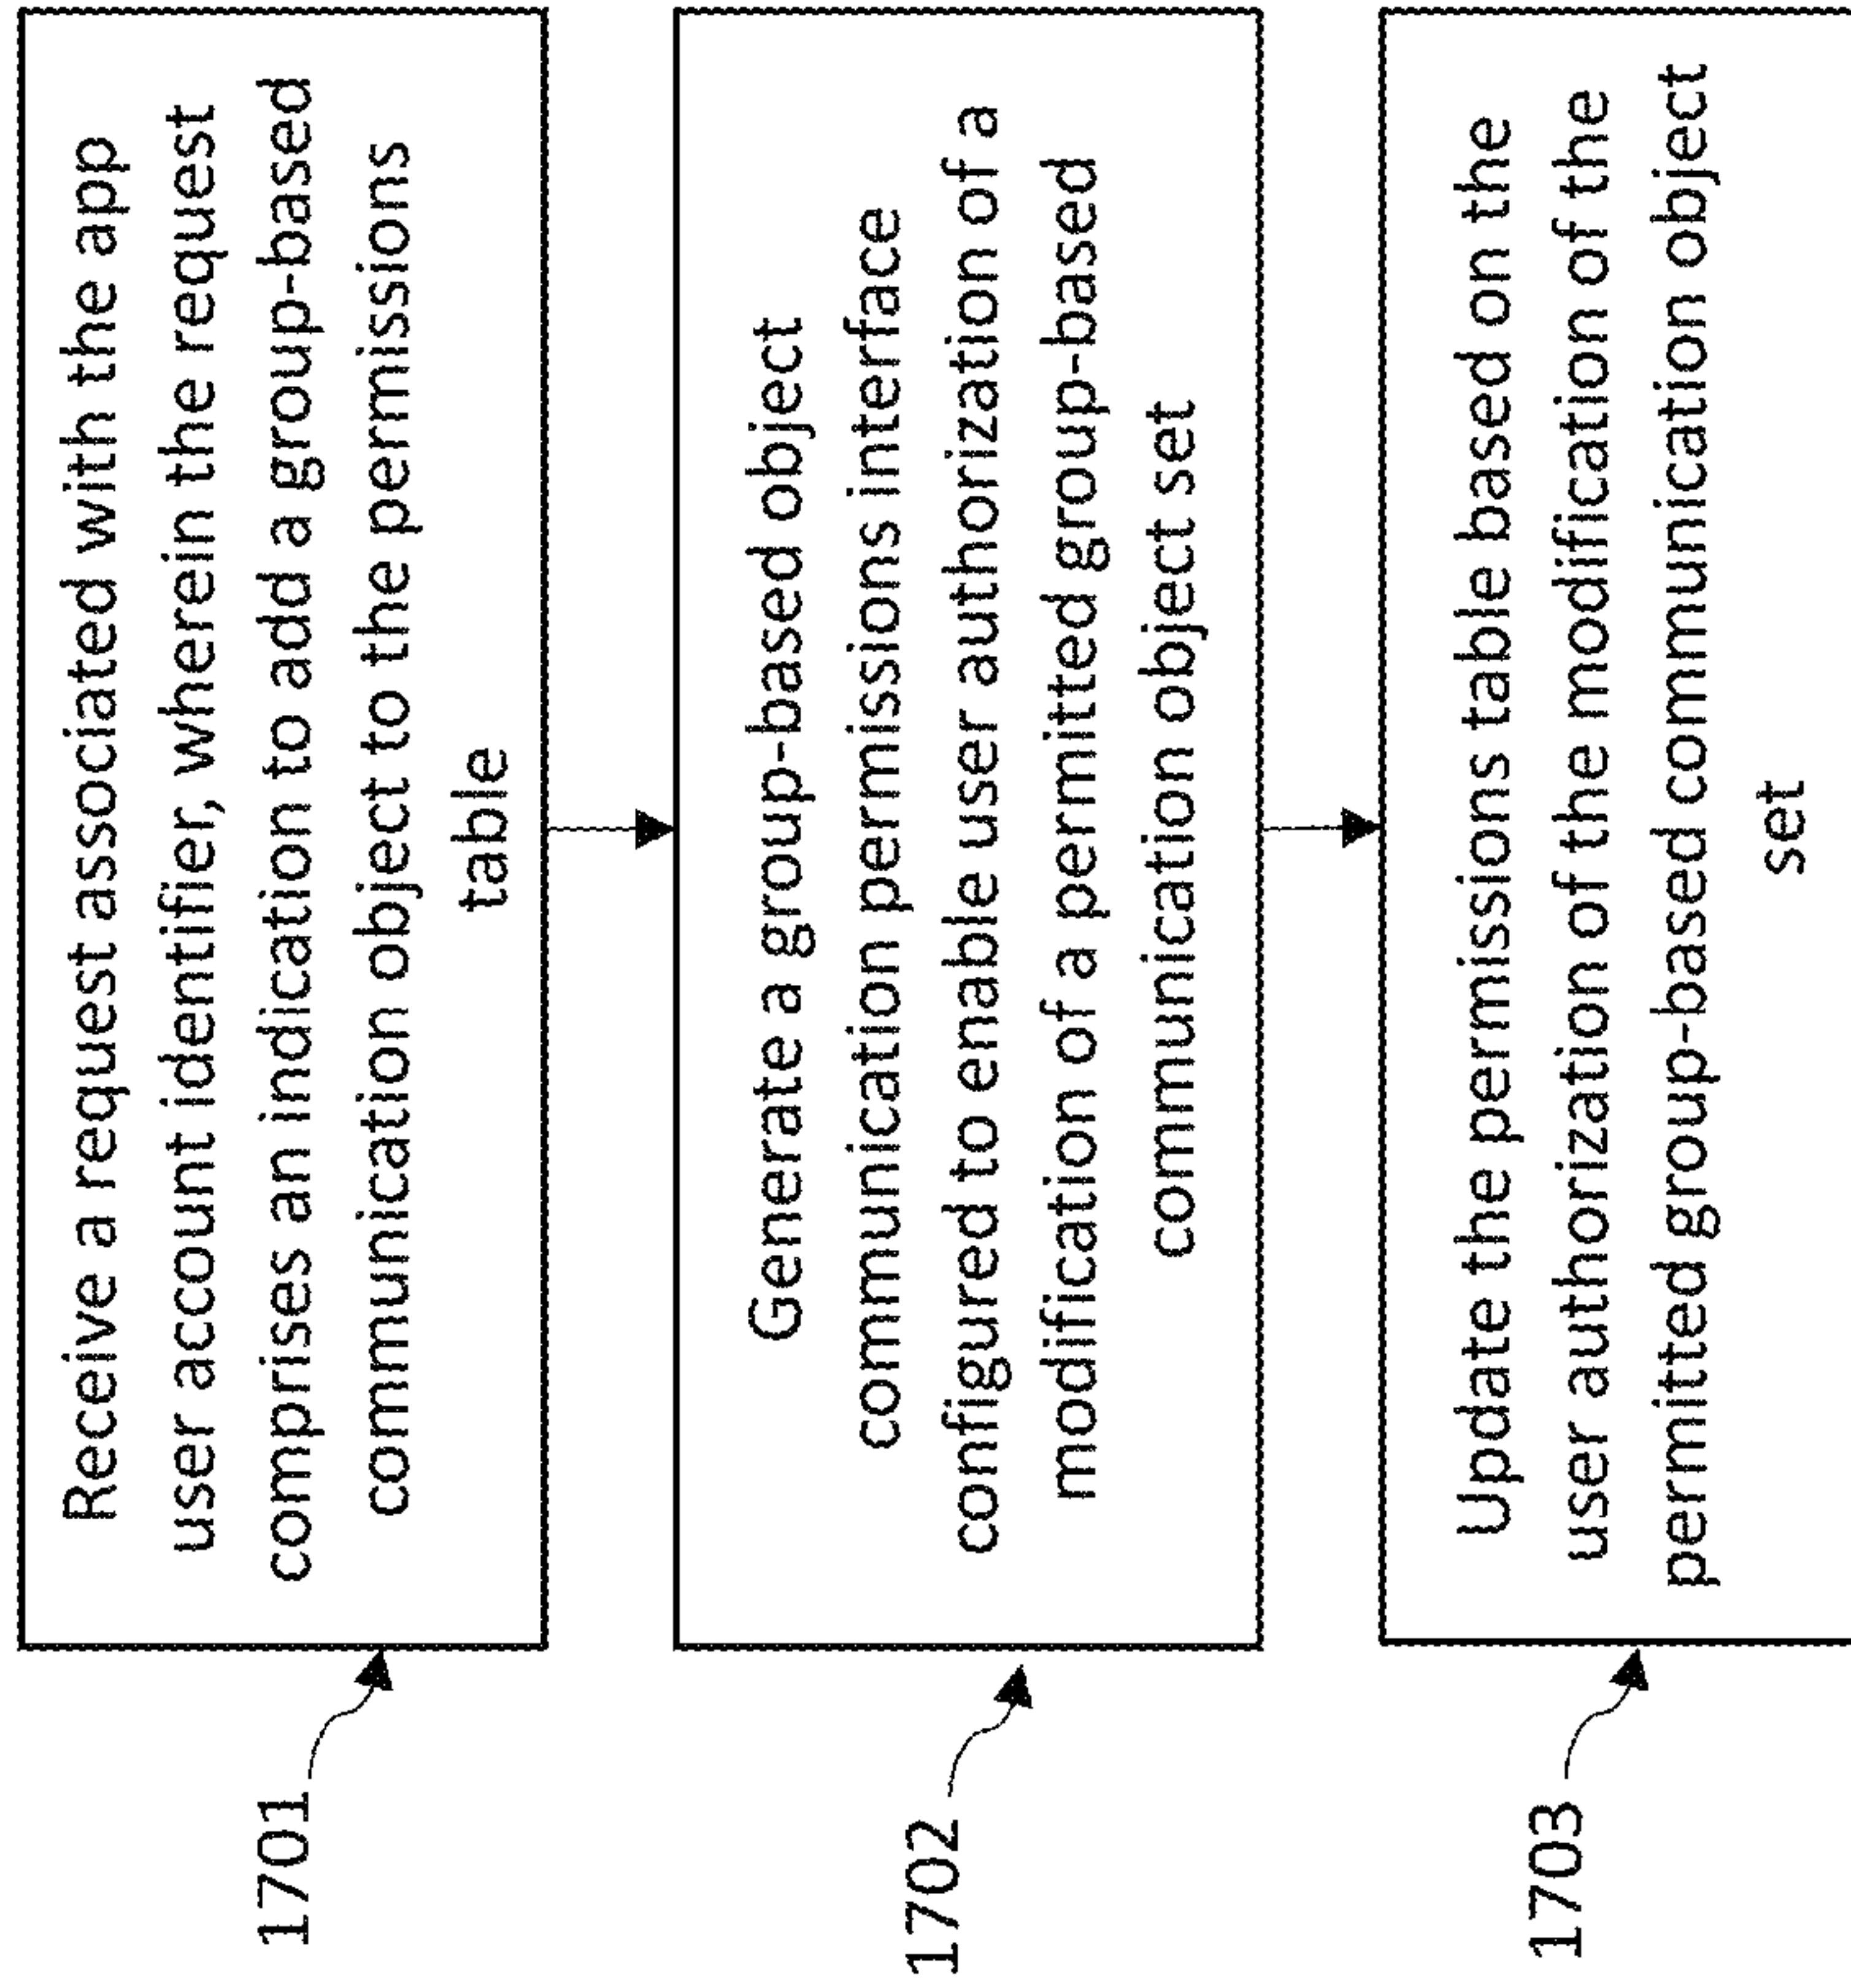 1701
Receive a request associated with the app
user account identifier, wherein the request
comprises an indication to add a group-based
communication object to the permissions
table
1702
Generate a group-based object
communication permissions interface
configured to enable user authorization of a
modification of a permitted group-based
communication object set
1703
Update the permissions table based on the
user authorization of the modification of the
permitted group-based communication object
set